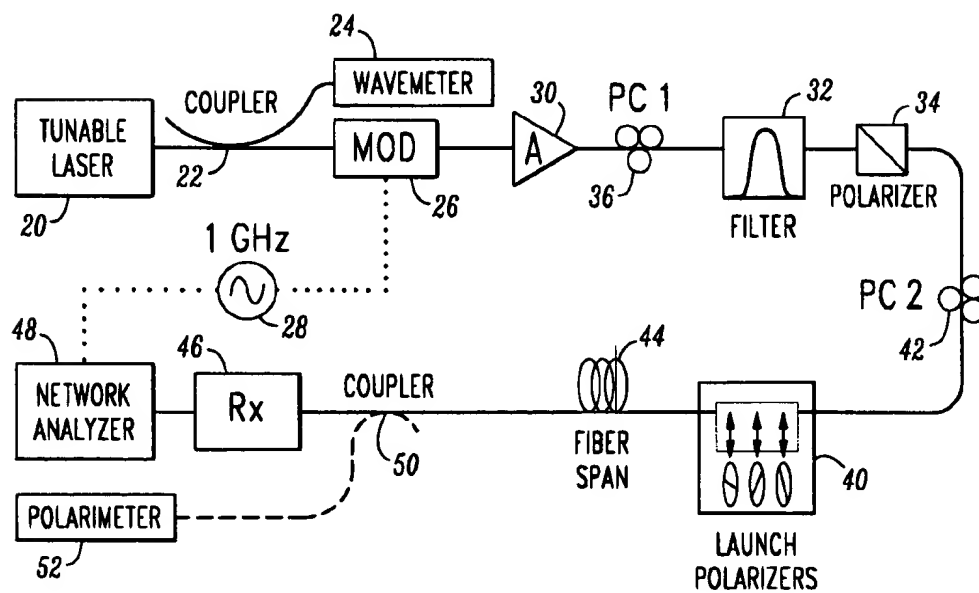 24
WAVEMETER
COUPLER
TUNABLE
LASER
20
22
MOD
26
30
A
PC 1
36
32
FILTER
34
POLARIZER
1 GHz
28
PC 2
42
48
NETWORK
ANALYZER
46
Rx
COUPLER
50
44
FIBER
SPAN
40
LAUNCH
POLARIZERS
POLARIMETER
52